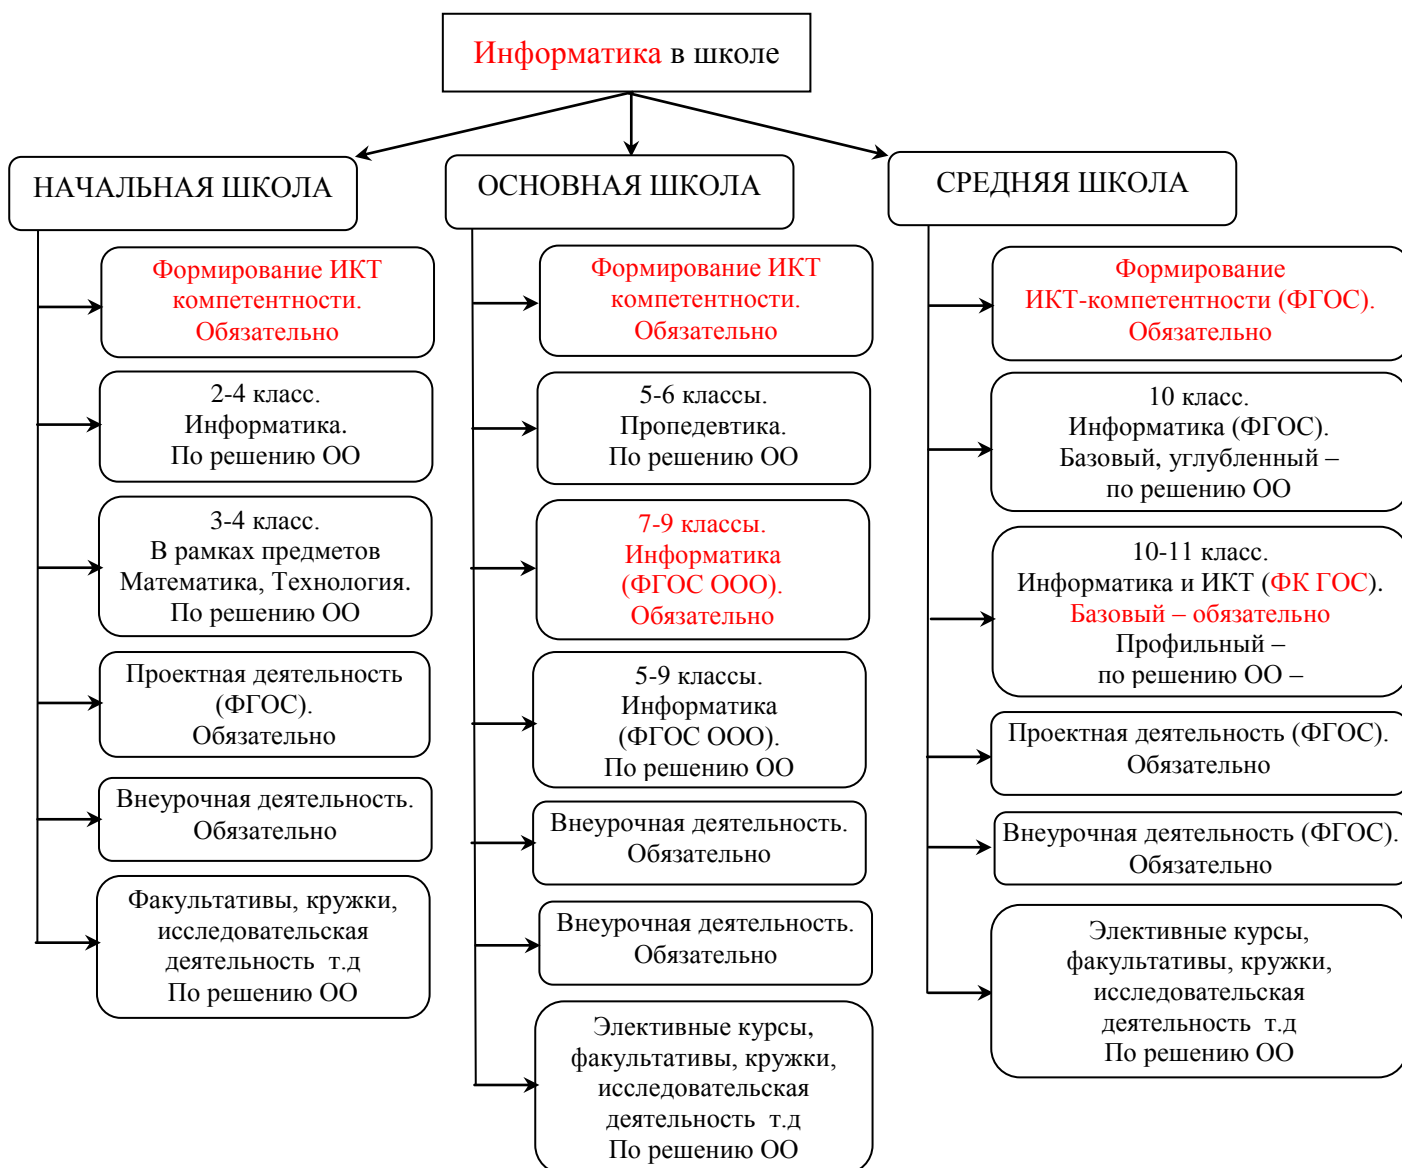 Информатика в школе
НАЧАЛЬНАЯ ШКОЛА
Формирование ИКТ
компетентности.
Обязательно
2-4 класс.
Информатика.
По решению ОО
3-4 класс.
В рамках предметов
Математика, Технология.
По решению ОО
Проектная деятельность
(ФГОС).
Обязательно
Внеурочная деятельность.
Обязательно
Факультативы, кружки,
исследовательская
деятельность т.д
По решению ОО
ОСНОВНАЯ ШКОЛА
Формирование ИКТ
компетентности.
Обязательно
5-6 классы.
Пропедевтика.
По решению ОО
7-9 классы.
Информатика
(ФГОС ООО).
Обязательно
5-9 классы.
Информатика
(ФГОС ООО).
По решению ОО
Внеурочная деятельность.
Обязательно
Внеурочная деятельность.
Обязательно
Элективные курсы,
факультативы, кружки,
исследовательская
деятельность т.д
По решению ОО
СРЕДНЯЯ ШКОЛА
Формирование
ИКТ-компетентности (ФГОС).
Обязательно
10 класс.
Информатика (ФГОС).
Базовый, углубленный –
по решению ОО
10-11 класс.
Информатика и ИКТ (ФК ГОС).
Базовый – обязательно
Профильный –
по решению ОО –
Проектная деятельность (ФГОС).
Обязательно
Внеурочная деятельность (ФГОС).
Обязательно
Элективные курсы,
факультативы, кружки,
исследовательская
деятельность т.д
По решению ОО